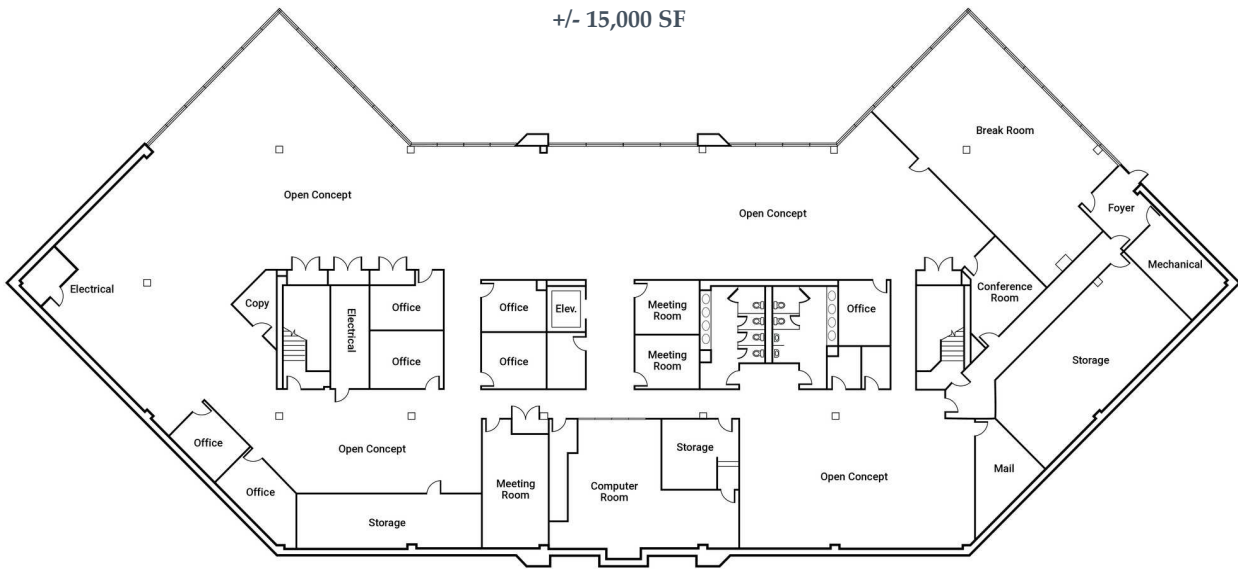 +/- 15,000 SF
Break Room
Open Concept
Open Concept
Foyer
Mechanical
Electrical
Copy
Electrical
Office
Office
Elev.
Meeting
Room
Office
Conference
Room
Office
Office
Meeting
Room
Storage
Office
Open Concept
Office
Storage
Meeting
Room
Computer
Room
Storage
Open Concept
Mail